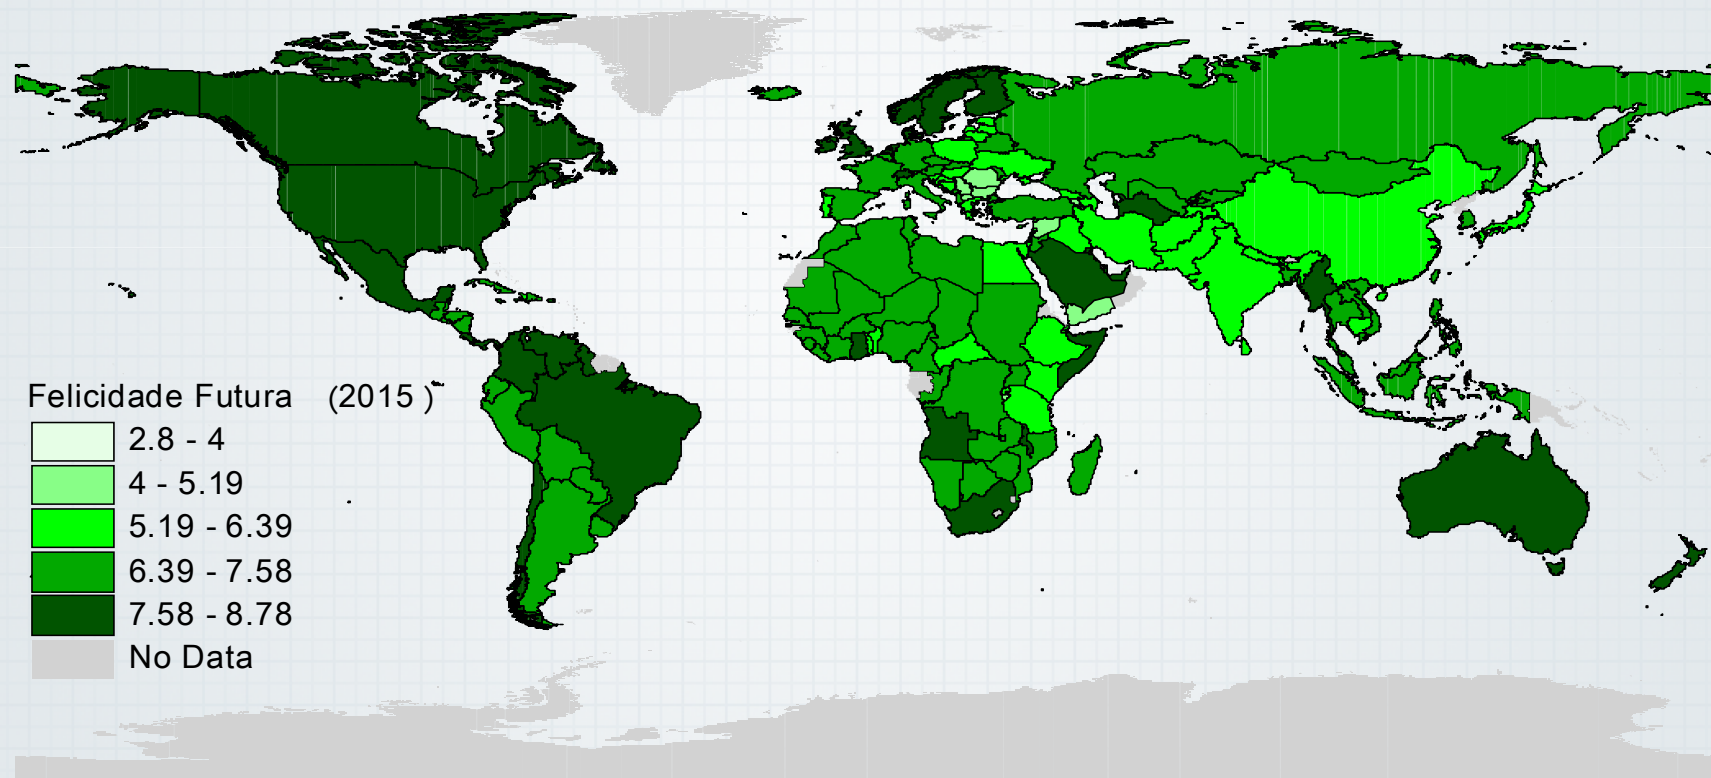 Felicidade Futura (2015 )
2.8 - 4
4 - 5.19
5.19 - 6.39
6.39 - 7.58
7.58 - 8.78
No Data